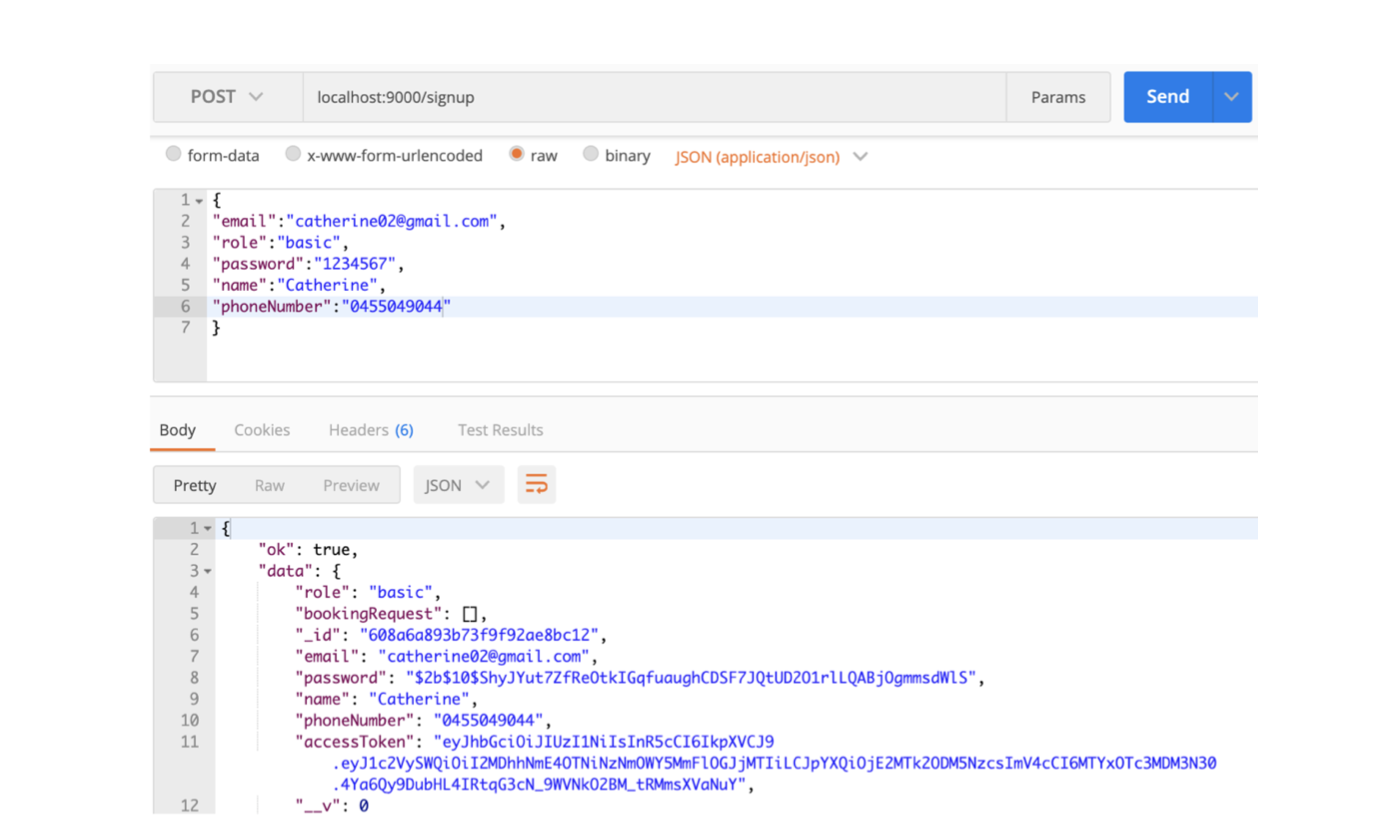 POST localhost:9000/signup Params Send
form-data x-www-form-urlencoded raw binary JSON (application/json)
1 {
2 "email":"catherine02@gmail.com",
3 "role":"basic",
4 "password":"1234567",
5 "name":"Catherine",
6 "phoneNumber":"0455049044"
7 }
Body Cookies Headers (6) Test Results
Pretty Raw Preview JSON
1 {
2 "ok": true,
3 "data": {
4 "role": "basic",
5 "bookingRequest": [],
6 "_id": "608a6a893b73f9f92ae8bc12",
7 "email": "catherine02@gmail.com",
8 "password": "$2b$10$ShyJYut7ZfReOtkIGqfuaughCDSF7JQtUD2O1rlLQABjOgmmsdWlS",
9 "name": "Catherine",
10 "phoneNumber": "0455049044",
11 "accessToken": "eyJhbGciOiJIUzI1NiIsInR5cCI6IkpXVCJ9
.eyJ1c2VySWQiOiI2MDhhNmE4OTNiNzNmOWY5MmFlOGJjMTIiLCJpYXQiOjE2MTk2ODM5NzcsImV4cCI6MTYxOTc3MDM3N30
.4Ya6Qy9DubHL4IRtqG3cN_9WVNkO2BM_tRMmsXVaNuY",
12 "__v": 0